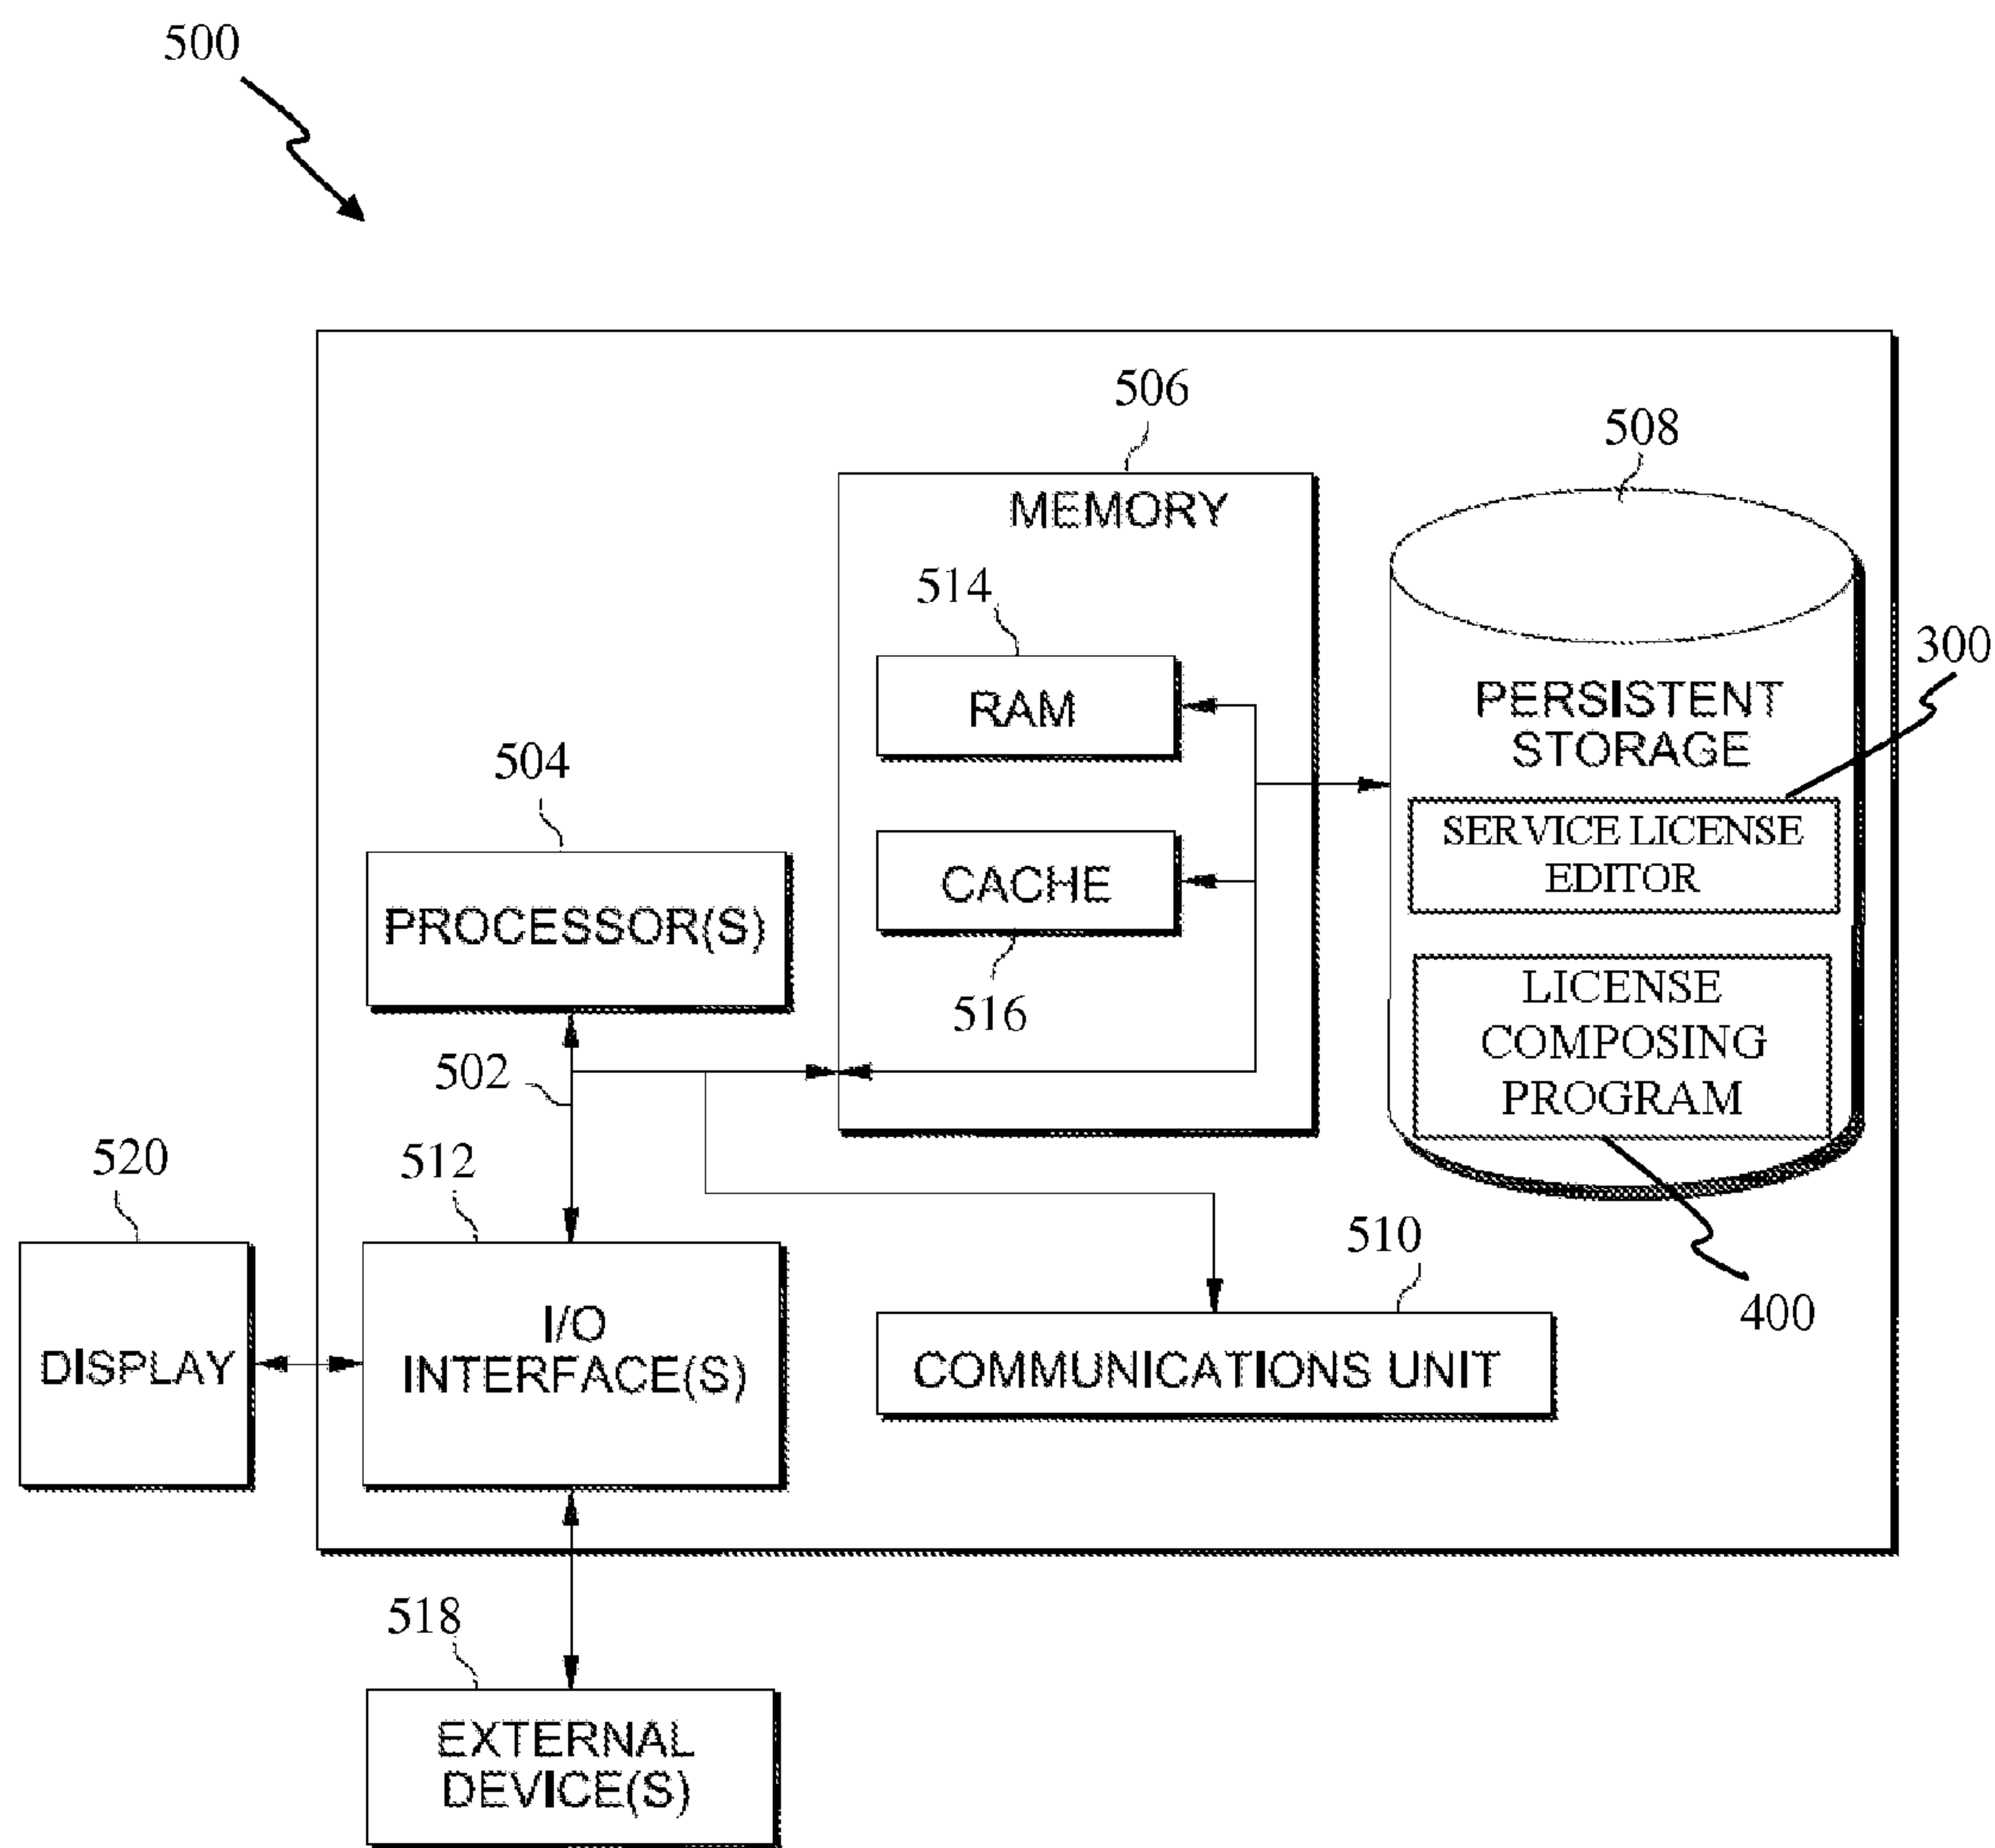 500
506
508
MEMORY
514
300
RAM
PERSISTENT
STORAGE
504
SERVICE LICENSE
EDITOR
CACHE
PROCESSOR(S)
516
LICENSE
COMPOSING
PROGRAM
502
520
512
510
400
I/O
INTERFACE(S)
DISPLAY
COMMUNICATIONS UNIT
518
EXTERNAL
DEVICE(S)